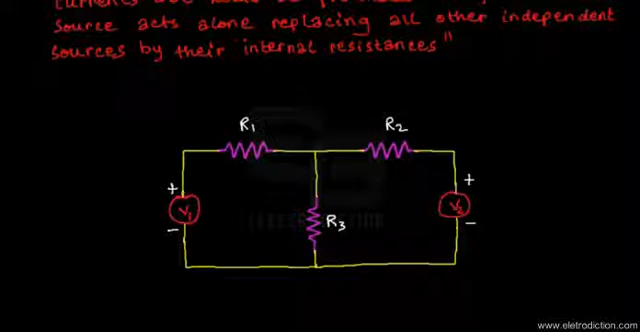 source acts alone replacing all other independent
sources by their internal resistances"
R1
R2
+
+
V1
V2
R3
-
-
www.eletrodiction.com